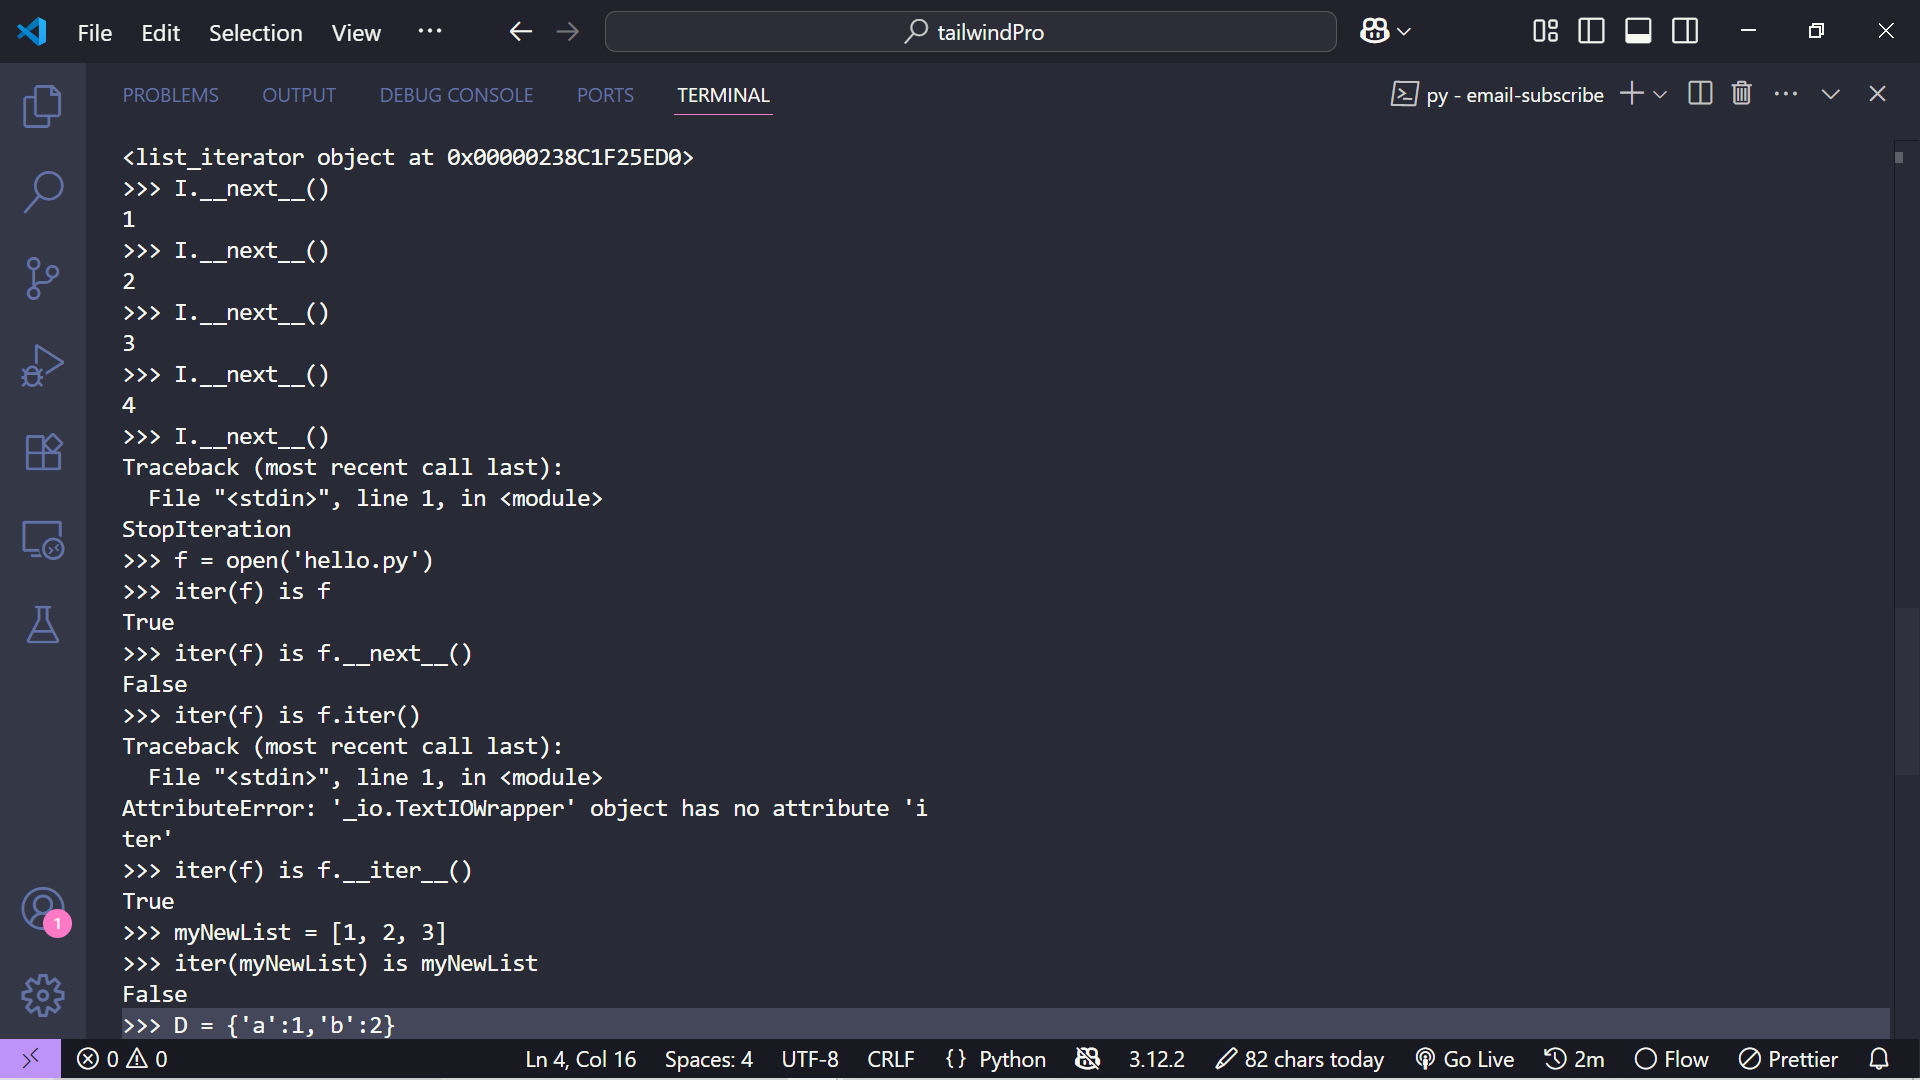 File Edit Selection View ··· tailwindPro
PROBLEMS OUTPUT DEBUG CONSOLE PORTS TERMINAL py - email-subscribe
<list_iterator object at 0x00000238C1F25ED0>
>>> I.__next__()
1
>>> I.__next__()
2
>>> I.__next__()
3
>>> I.__next__()
4
>>> I.__next__()
Traceback (most recent call last):
  File "<stdin>", line 1, in <module>
StopIteration
>>> f = open('hello.py')
>>> iter(f) is f
True
>>> iter(f) is f.__next__()
False
>>> iter(f) is f.iter()
Traceback (most recent call last):
  File "<stdin>", line 1, in <module>
AttributeError: '_io.TextIOWrapper' object has no attribute 'i
ter'
>>> iter(f) is f.__iter__()
True
>>> myNewList = [1, 2, 3]
>>> iter(myNewList) is myNewList
False
>>> D = {'a':1,'b':2}
1
0 0 Ln 4, Col 16 Spaces: 4 UTF-8 CRLF {} Python 3.12.2 82 chars today Go Live 2m Flow Prettier